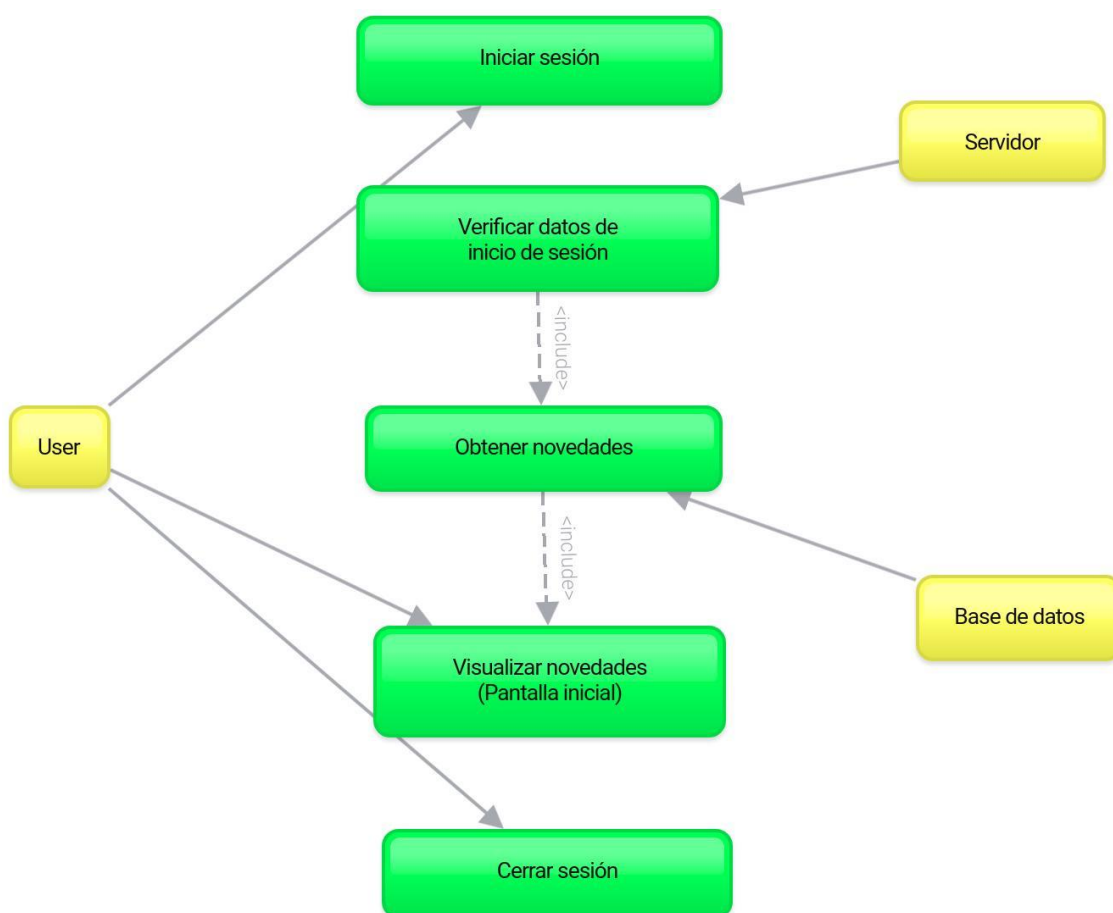 Iniciar sesión
Servidor
Verificar datos de
inicio de sesión
<include>
User
Obtener novedades
<include>
Base de datos
Visualizar novedades
(Pantalla inicial)
Cerrar sesión